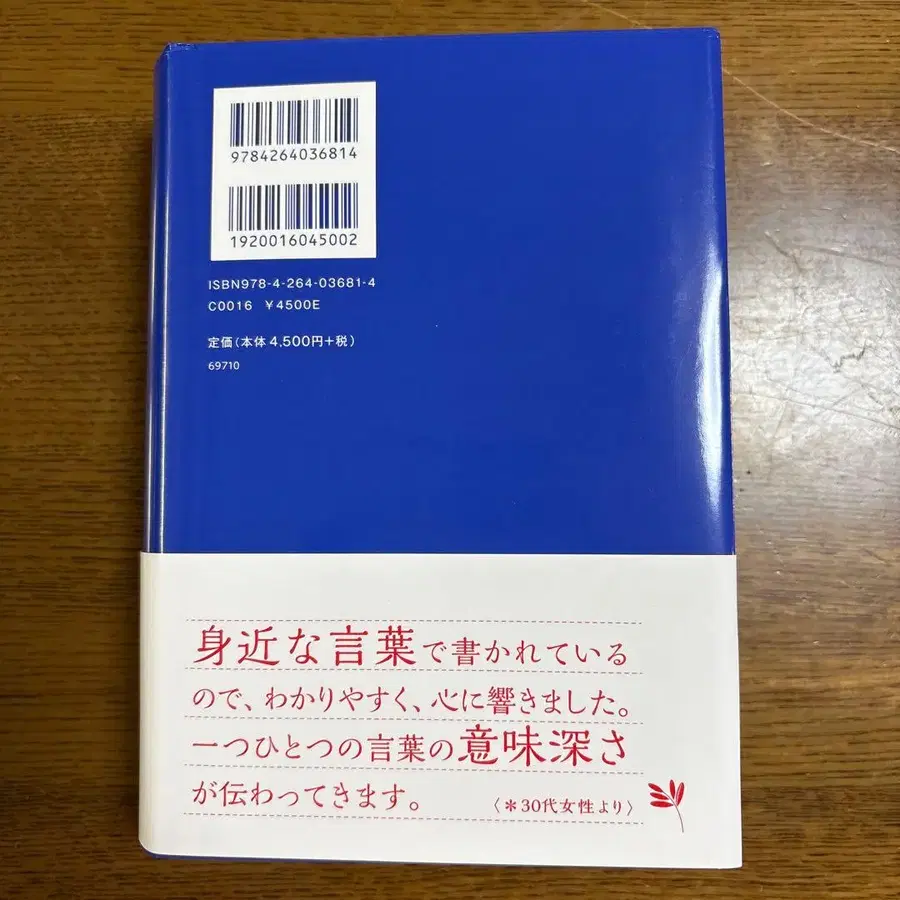 9784264036814
1920016045002
ISBN978-4-264-03681-4
C0016 ¥4500E
定価(本体4,500円+税)
69710
身近な言葉で書かれている
ので、わかりやすく、心に響きました。
一つひとつの言葉の意味深さ
が伝わってきます。 〈*30代女性より〉